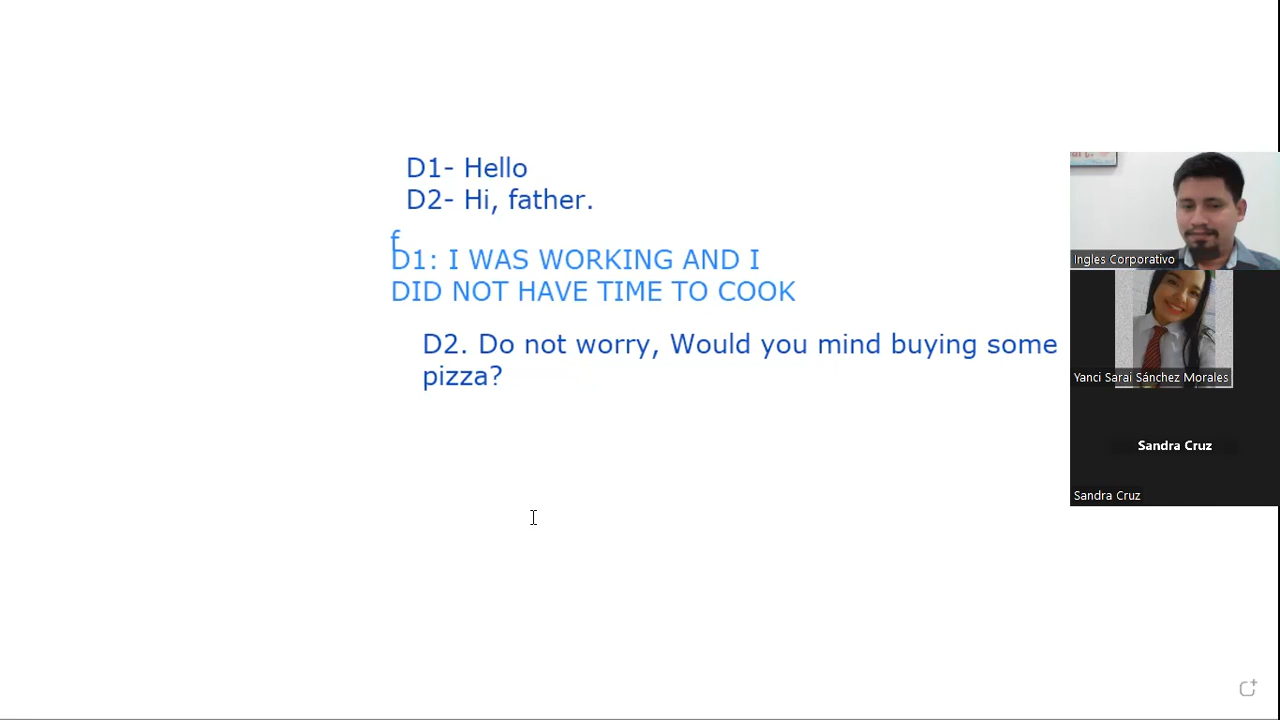 D1- Hello
D2- Hi, father.
f
D1: I WAS WORKING AND I
DID NOT HAVE TIME TO COOK
D2. Do not worry, Would you mind buying some
pizza?
Ingles Corporativo
Yanci Sarai Sánchez Morales
Sandra Cruz
Sandra Cruz